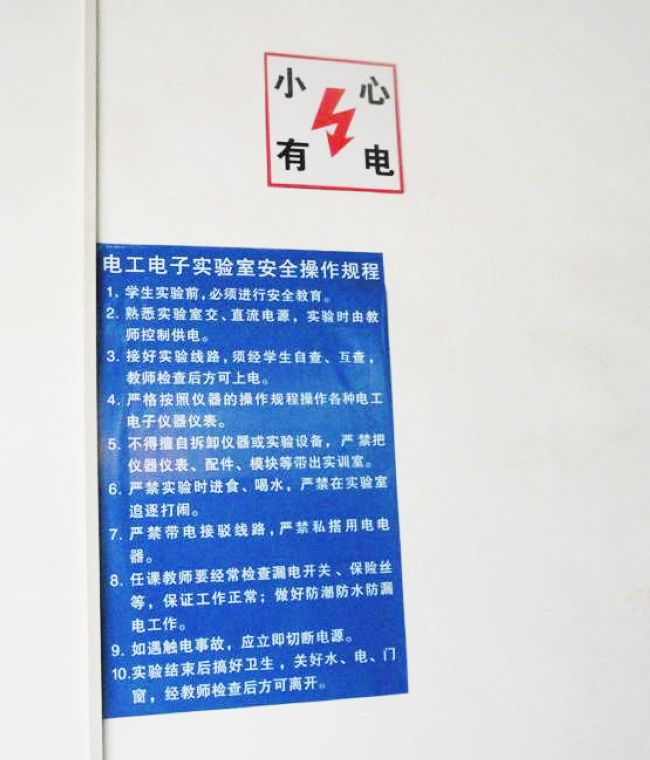 小心
有电
电工电子实验室安全操作规程
1. 学生实验前,必须进行安全教育。
2. 熟悉实验室交、直流电源，实验时由教
师控制供电。
3. 接好实验线路,须经学生自查、互查，
教师检查后方可上电。
4. 严格按照仪器的操作规程操作各种电工
电子仪器仪表。
5. 不得擅自拆卸仪器或实验设备，严禁把
仪器仪表、配件、模块等带出实训室。
6. 严禁实验时进食、喝水，严禁在实验室
追逐打闹。
7. 严禁带电接驳线路,严禁私搭用电电
器。
8. 任课教师要经常检查漏电开关、保险丝
等，保证工作正常；做好防潮防水防漏
电工作。
9. 如遇触电事故，应立即切断电源。
10.实验结束后搞好卫生，关好水、电、门
窗，经教师检查后方可离开。